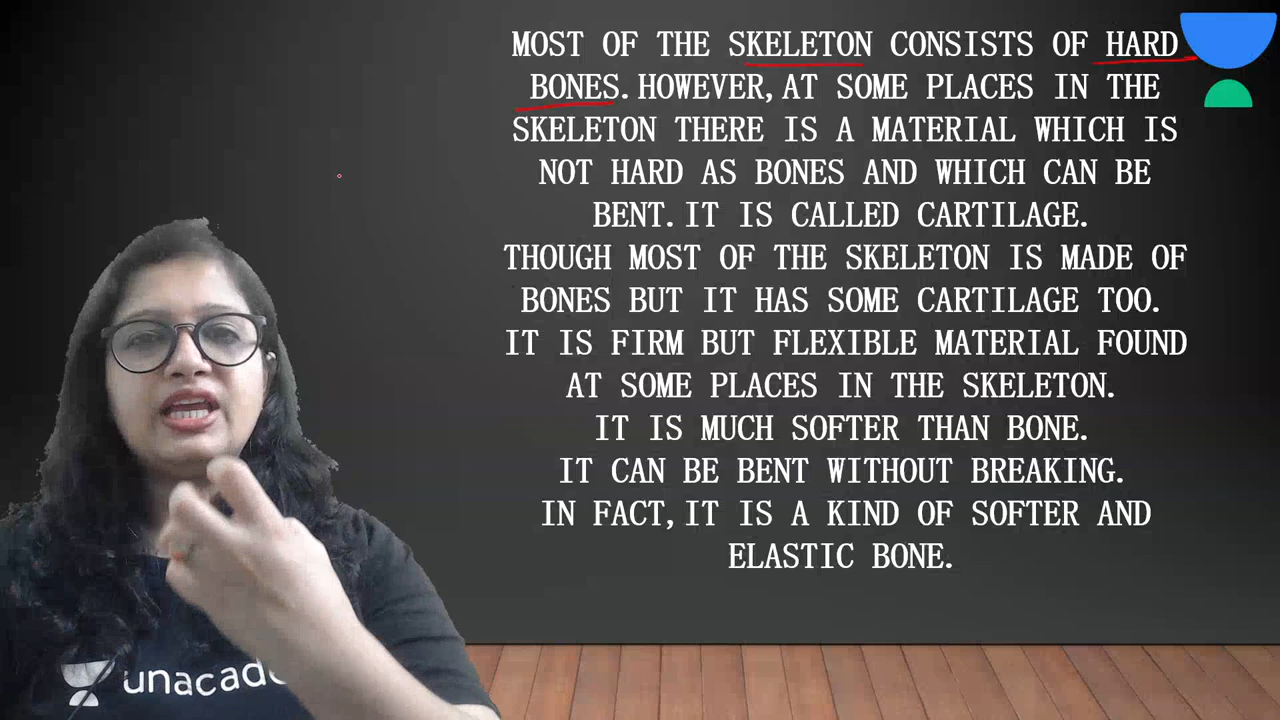 MOST OF THE SKELETON CONSISTS OF HARD
BONES. HOWEVER, AT SOME PLACES IN THE
SKELETON THERE IS A MATERIAL WHICH IS
NOT HARD AS BONES AND WHICH CAN BE
BENT. IT IS CALLED CARTILAGE.
THOUGH MOST OF THE SKELETON IS MADE OF
BONES BUT IT HAS SOME CARTILAGE TOO.
IT IS FIRM BUT FLEXIBLE MATERIAL FOUND
AT SOME PLACES IN THE SKELETON.
IT IS MUCH SOFTER THAN BONE.
IT CAN BE BENT WITHOUT BREAKING.
IN FACT, IT IS A KIND OF SOFTER AND
ELASTIC BONE.
unacade